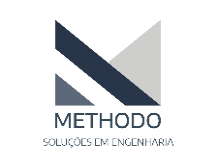 METHODO
SOLUÇÕES EM ENGENHARIA